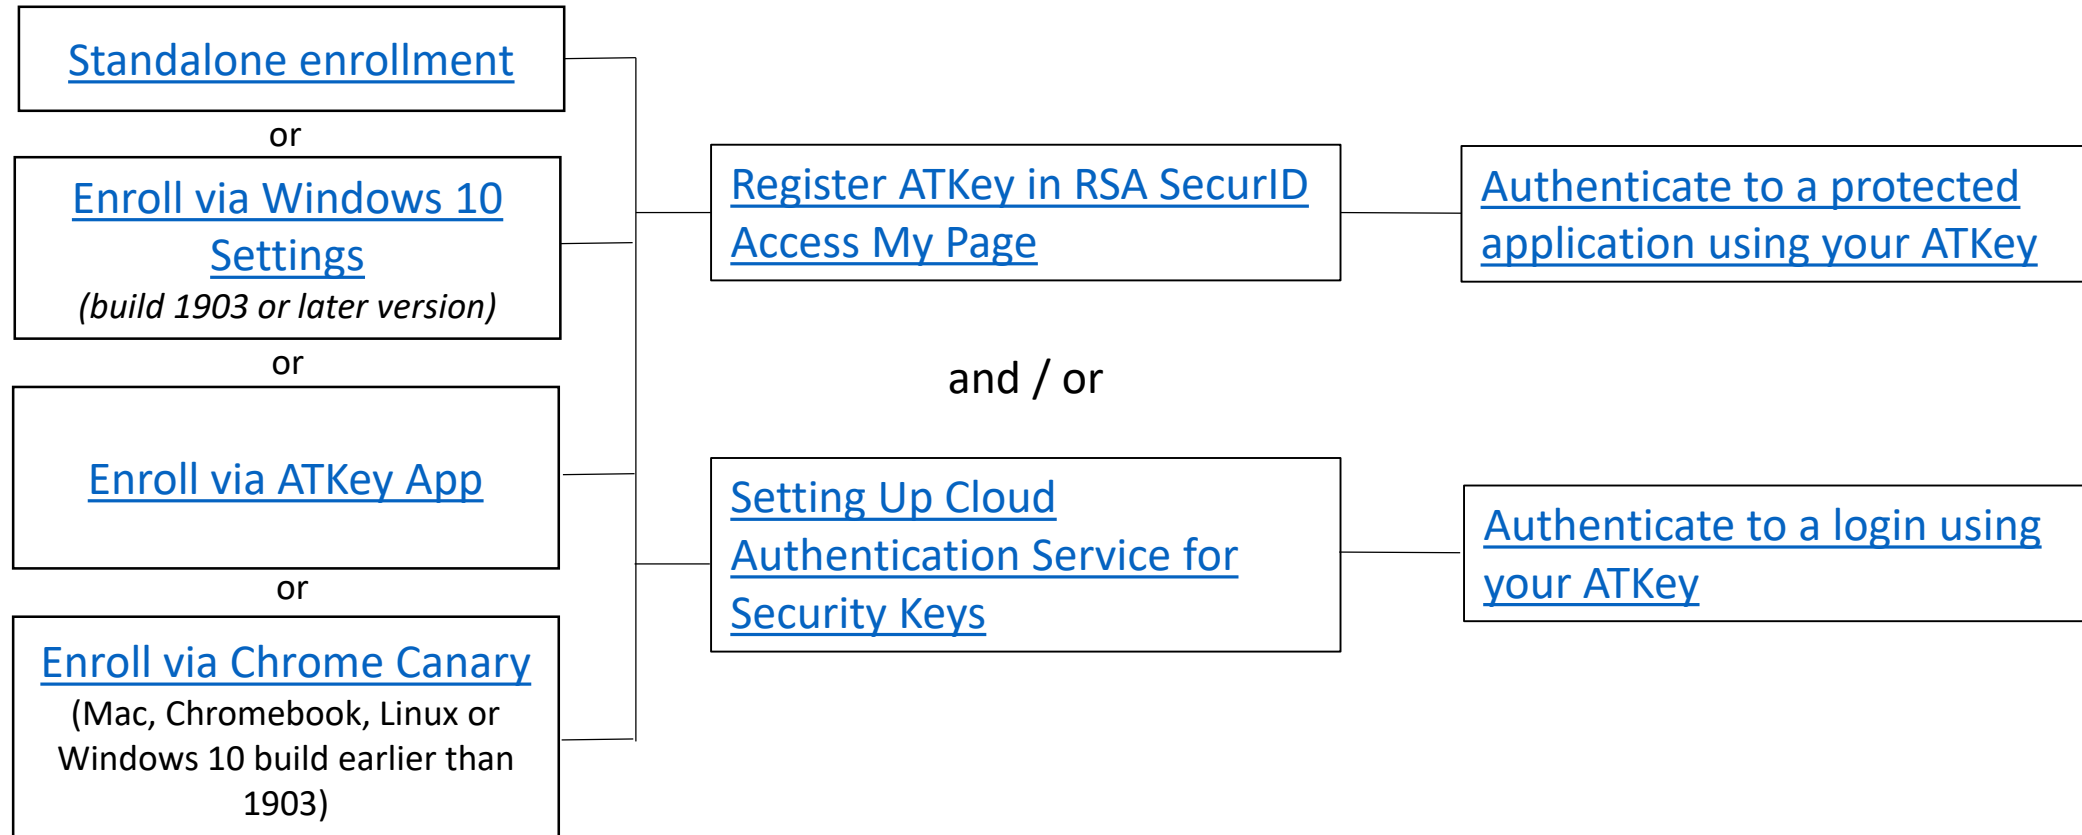 Standalone enrollment
or
Enroll via Windows 10
Settings
(build 1903 or later version)
or
Enroll via ATKey App
or
Enroll via Chrome Canary
(Mac, Chromebook, Linux or
Windows 10 build earlier than
1903)
Register ATKey in RSA SecurID
Access My Page
and / or
Setting Up Cloud
Authentication Service for
Security Keys
Authenticate to a protected
application using your ATKey
Authenticate to a login using
your ATKey